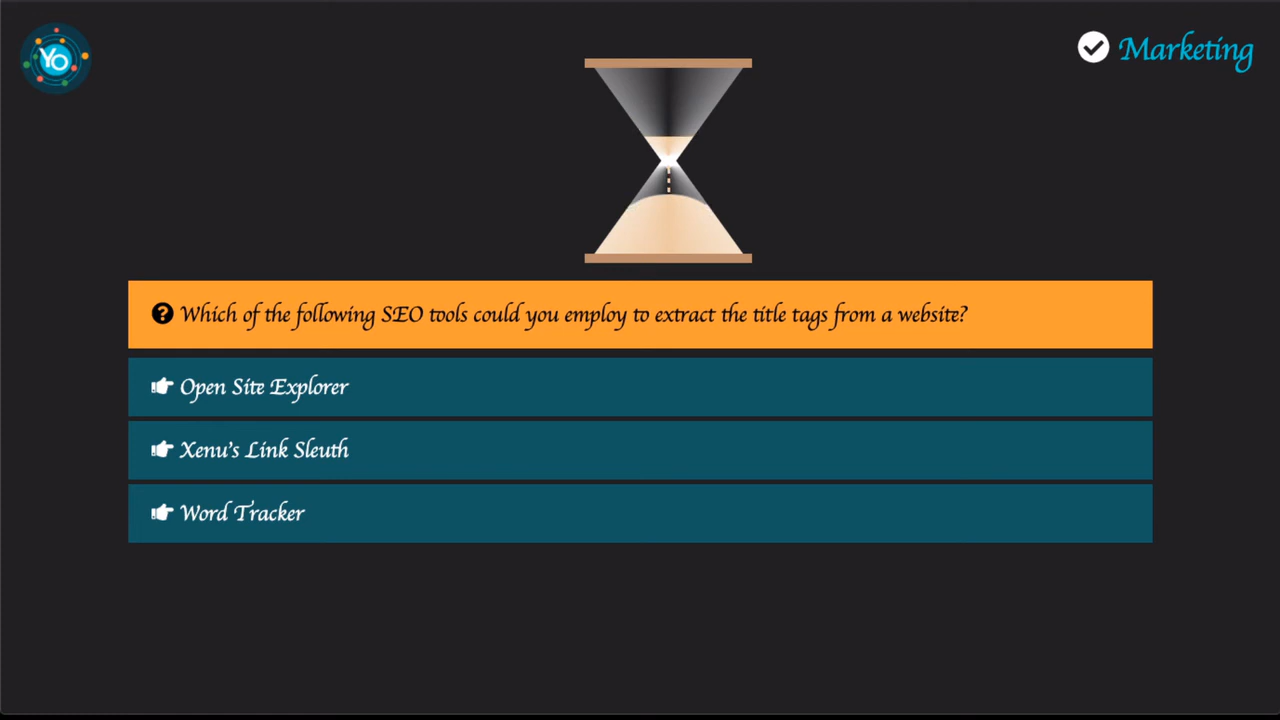 Yo
Marketing
Which of the following SEO tools could you employ to extract the title tags from a website?
Open Site Explorer
Xenu's Link Sleuth
Word Tracker